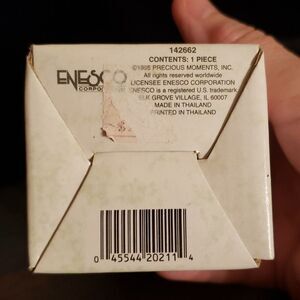 142662
CONTENTS: 1 PIECE
©1995 PRECIOUS MOMENTS, INC.
All rights reserved worldwide
LICENSEE ENESCO CORPORATION
ENESCO is a registered U.S. trademark
ELK GROVE VILLAGE, IL 60007
MADE IN THAILAND
PRINTED IN THAILAND
ENESCO
CORPORATION
0 45544 20211 4